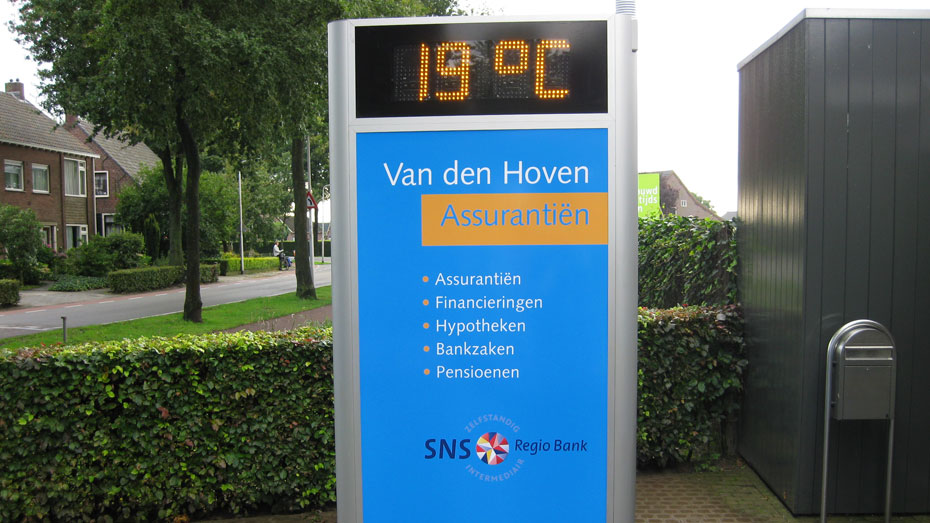 19 °C
Van den Hoven
Assurantiën
• Assurantiën
• Financieringen
• Hypotheken
• Bankzaken
• Pensioenen
ZELFSTANDIG
SNS Regio Bank
INTERMEDIAIR